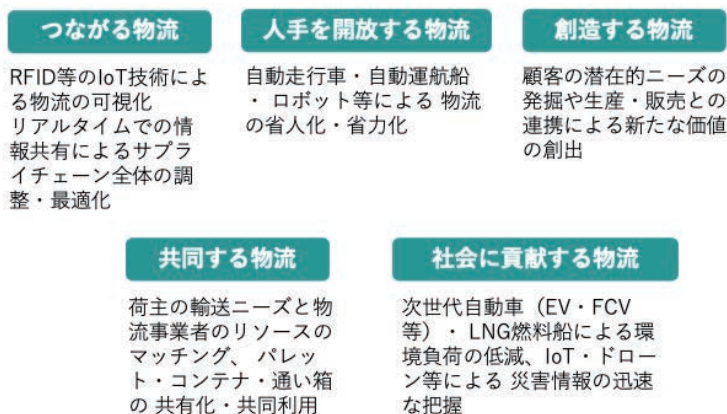 つながる物流
RFID等のIoT技術によ
る物流の可視化
リアルタイムでの情
報共有によるサプラ
イチェーン全体の調
整・最適化
人手を開放する物流
自動走行車・自動運航船
・ ロボット等による 物流
の省人化・省力化
創造する物流
顧客の潜在的ニーズの
発掘や生産・販売との
連携による新たな価値
の創出
共同する物流
荷主の輸送ニーズと物
流事業者のリソースの
マッチング、 パレッ
ト・コンテナ・通い箱
の 共有化・共同利用
社会に貢献する物流
次世代自動車（EV・FCV
等）・ LNG燃料船による環
境負荷の低減、IoT・ドロー
ン等による 災害情報の迅速
な把握